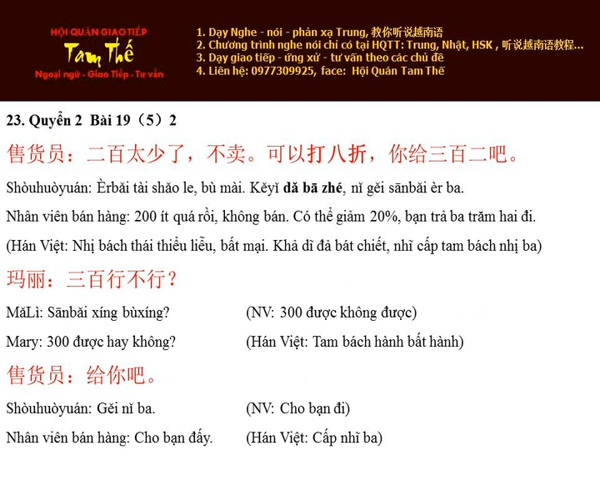 HỘI QUÁN GIAO TIẾP
Tam Thế
Ngoại ngữ - Giao Tiếp - Tư vấn
1. Dạy Nghe - nói - phản xạ Trung, 教你听说越南语
2. Chương trình nghe nói chỉ có tại HQTT: Trung, Nhật, HSK , 听说越南语教程...
3. Dạy giao tiếp - ứng xử - tư vấn theo các chủ đề
4. Liên hệ: 0977309925, face: Hội Quán Tam Thế
23. Quyển 2 Bài 19（5）2
售货员：二百太少了，不卖。可以打八折，你给三百二吧。
Shòuhuòyuán: Èrbǎi tài shǎo le, bù mài. Kěyǐ dǎ bā zhé, nǐ gěi sānbǎi èr ba.
Nhân viên bán hàng: 200 ít quá rồi, không bán. Có thể giảm 20%, bạn trả ba trăm hai đi.
(Hán Việt: Nhị bách thái thiểu liễu, bất mại. Khả dĩ đả bát chiết, nhĩ cấp tam bách nhị ba)
玛丽：三百行不行？
MǎLì: Sānbǎi xíng bùxíng? (NV: 300 được không được)
Mary: 300 được hay không? (Hán Việt: Tam bách hành bất hành)
售货员：给你吧。
Shòuhuòyuán: Gěi nǐ ba. (NV: Cho bạn đi)
Nhân viên bán hàng: Cho bạn đấy. (Hán Việt: Cấp nhĩ ba)